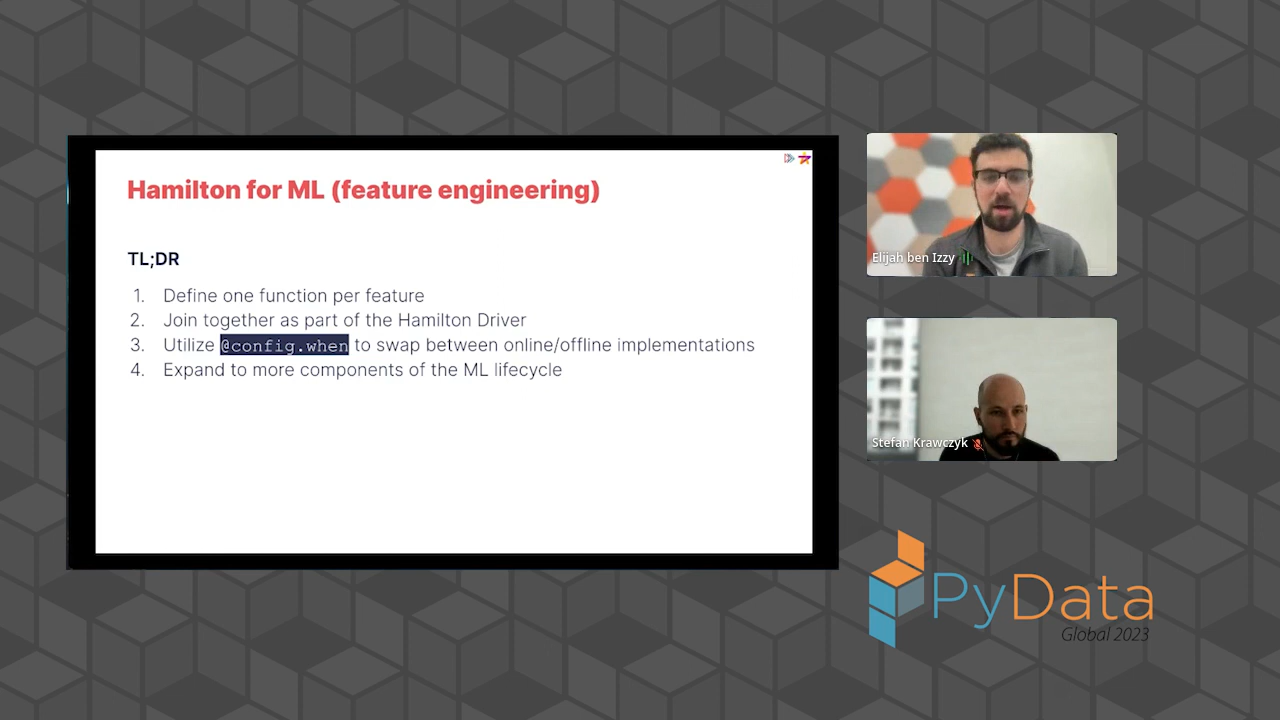 Hamilton for ML (feature engineering)
TL;DR
1. Define one function per feature
2. Join together as part of the Hamilton Driver
3. Utilize @config.when to swap between online/offline implementations
4. Expand to more components of the ML lifecycle
Elijah ben Izzy
Stefan Krawczyk
PyData
Global 2023